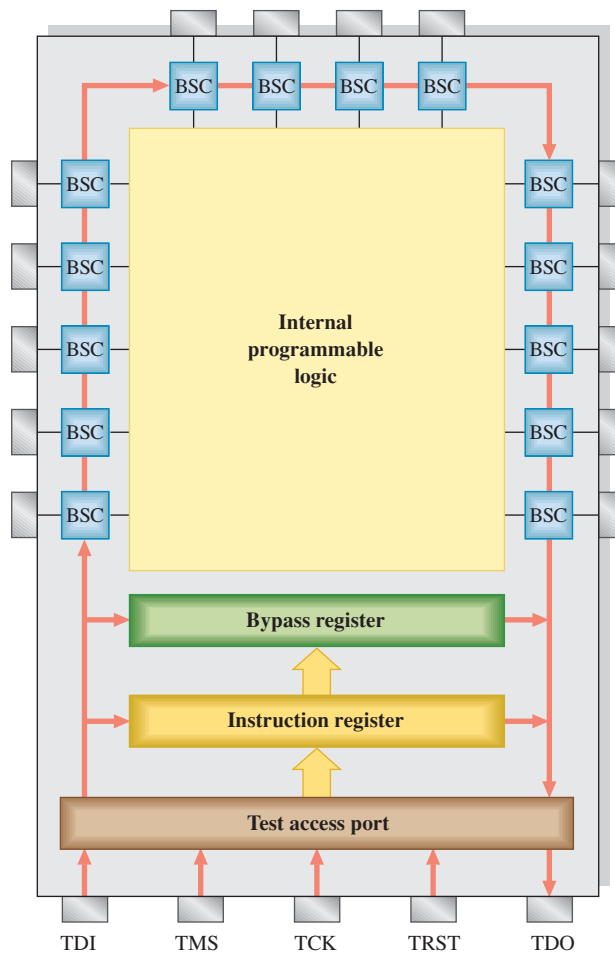 BSC BSC BSC BSC
BSC BSC
BSC BSC
BSC BSC
BSC BSC
BSC BSC
Internal
programmable
logic
Bypass register
Instruction register
Test access port
TDI TMS TCK TRST TDO